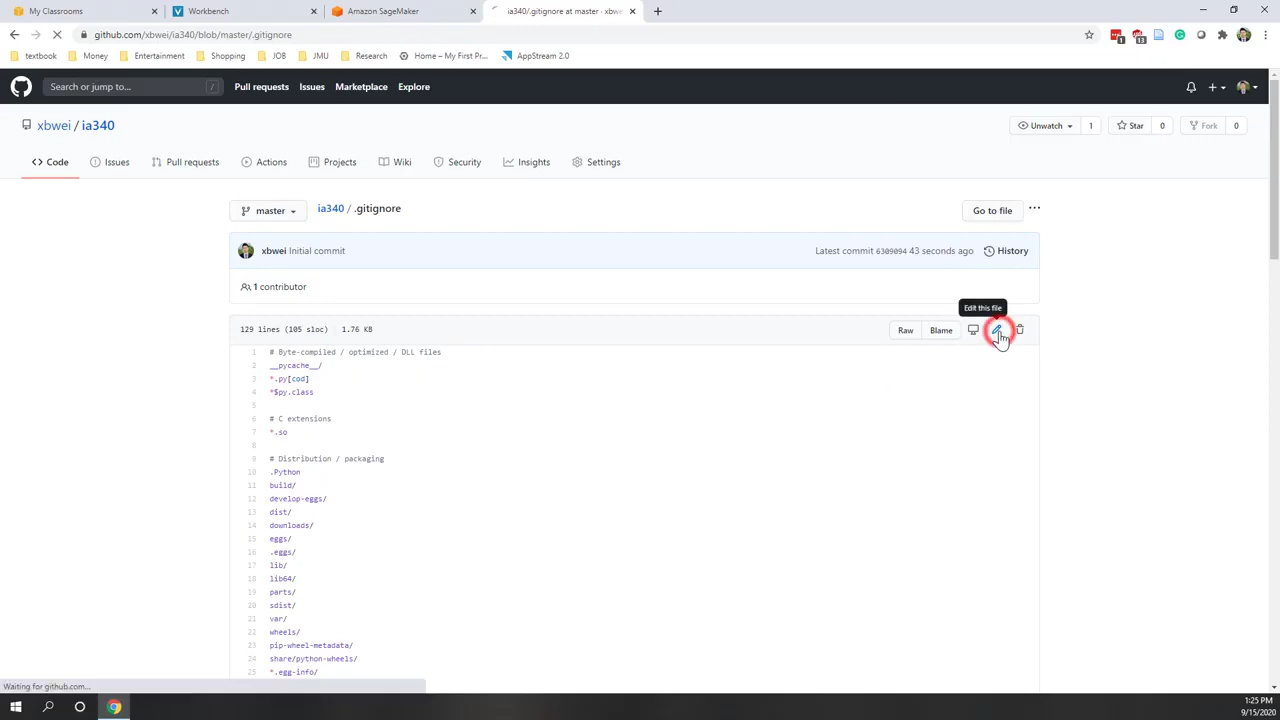 My Classrooms
Workbench
Amazon SageMaker
ia340/.gitignore at master · xbwe
github.com/xbwei/ia340/blob/master/.gitignore
1
13
textbook
Money
Entertainment
Shopping
JOB
JMU
Research
Home – My First Pr...
AppStream 2.0
Search or jump to...
/
Pull requests
Issues
Marketplace
Explore
xbwei / ia340
Unwatch
1
Star
0
Fork
0
Code
Issues
Pull requests
Actions
Projects
Wiki
Security
Insights
Settings
master
ia340 / .gitignore
Go to file
xbwei Initial commit
Latest commit 6309094 43 seconds ago
History
1 contributor
Edit this file
129 lines (105 sloc) 1.76 KB
Raw
Blame
1 # Byte-compiled / optimized / DLL files
2 __pycache__/
3 *.py[cod]
4 *$py.class
5
6 # C extensions
7 *.so
8
9 # Distribution / packaging
10 .Python
11 build/
12 develop-eggs/
13 dist/
14 downloads/
15 eggs/
16 .eggs/
17 lib/
18 lib64/
19 parts/
20 sdist/
21 var/
22 wheels/
23 pip-wheel-metadata/
24 share/python-wheels/
25 *.egg-info/
Waiting for github.com...
1:25 PM
9/15/2020